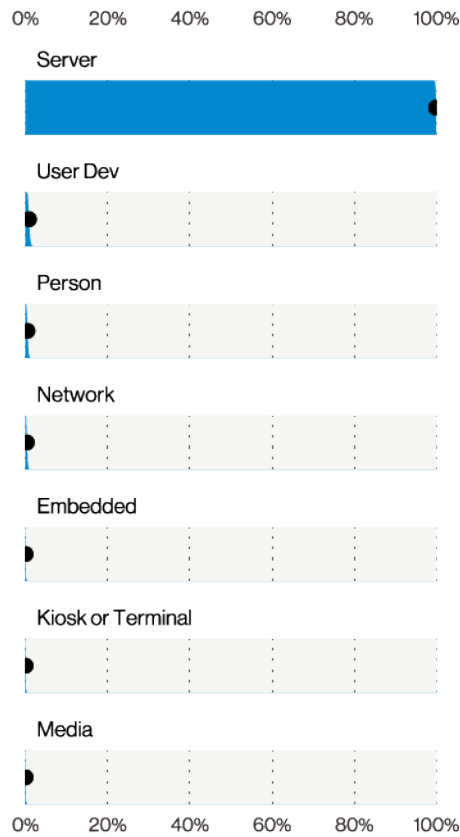 0% 20% 40% 60% 80% 100%
Server
User Dev
Person
Network
Embedded
Kiosk or Terminal
Media
0% 20% 40% 60% 80% 100%